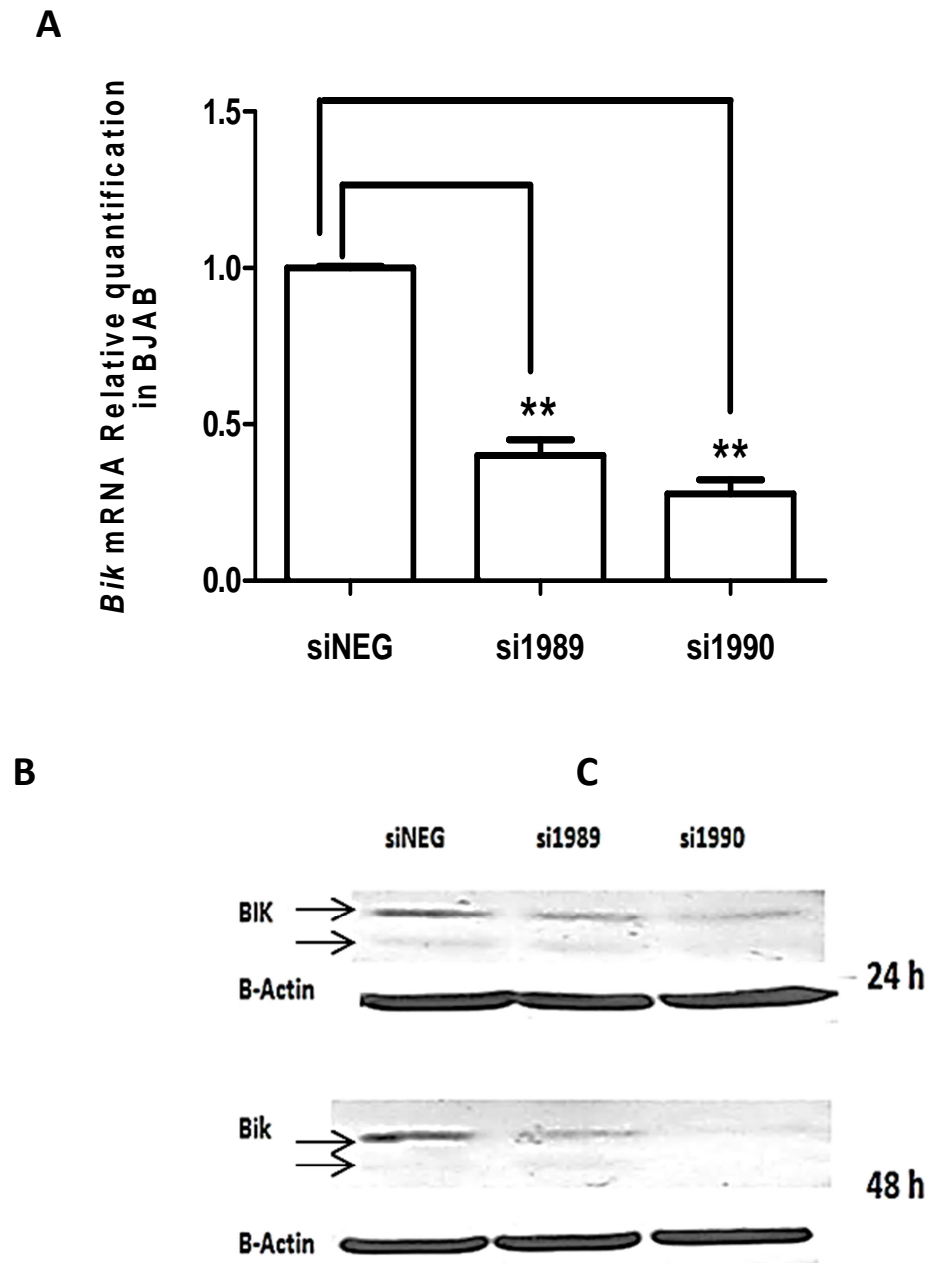 A
Bik mRNA Relative quantification
in BJAB
1.5
1.0
0.5
0.0
**
**
siNEG si1989 si1990
B C
siNEG si1989 si1990
BIK
B-Actin
24 h
Bik
48 h
B-Actin